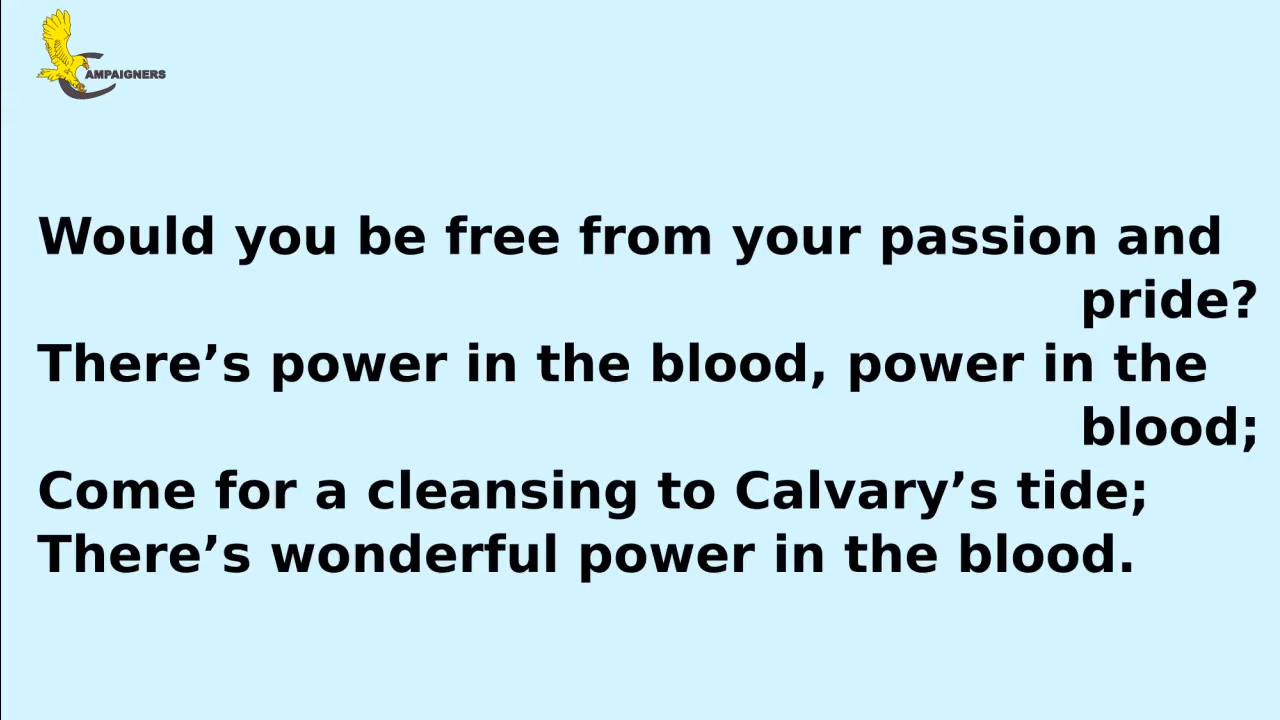 CAMPAIGNERS
Would you be free from your passion and
pride?
There’s power in the blood, power in the
blood;
Come for a cleansing to Calvary’s tide;
There’s wonderful power in the blood.